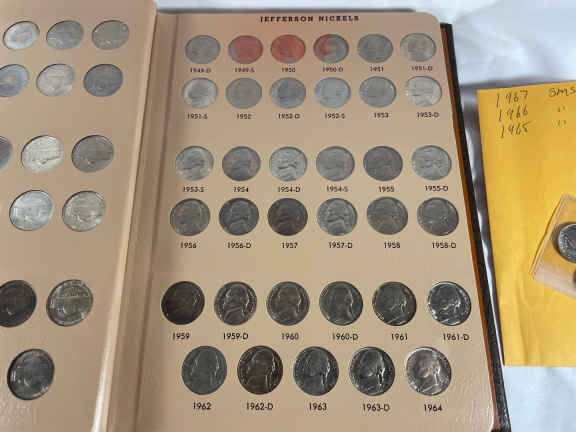 JEFFERSON NICKELS
1949-D 1949-S 1950 1950-D 1951 1951-D
1951-S 1952 1952-D 1952-S 1953 1953-D
1953-S 1954 1954-D 1954-S 1955 1955-D
1956 1956-D 1957 1957-D 1958 1958-D
1959 1959-D 1960 1960-D 1961 1961-D
1962 1962-D 1963 1963-D 1964
1967 SMS
1966 "
1965 "